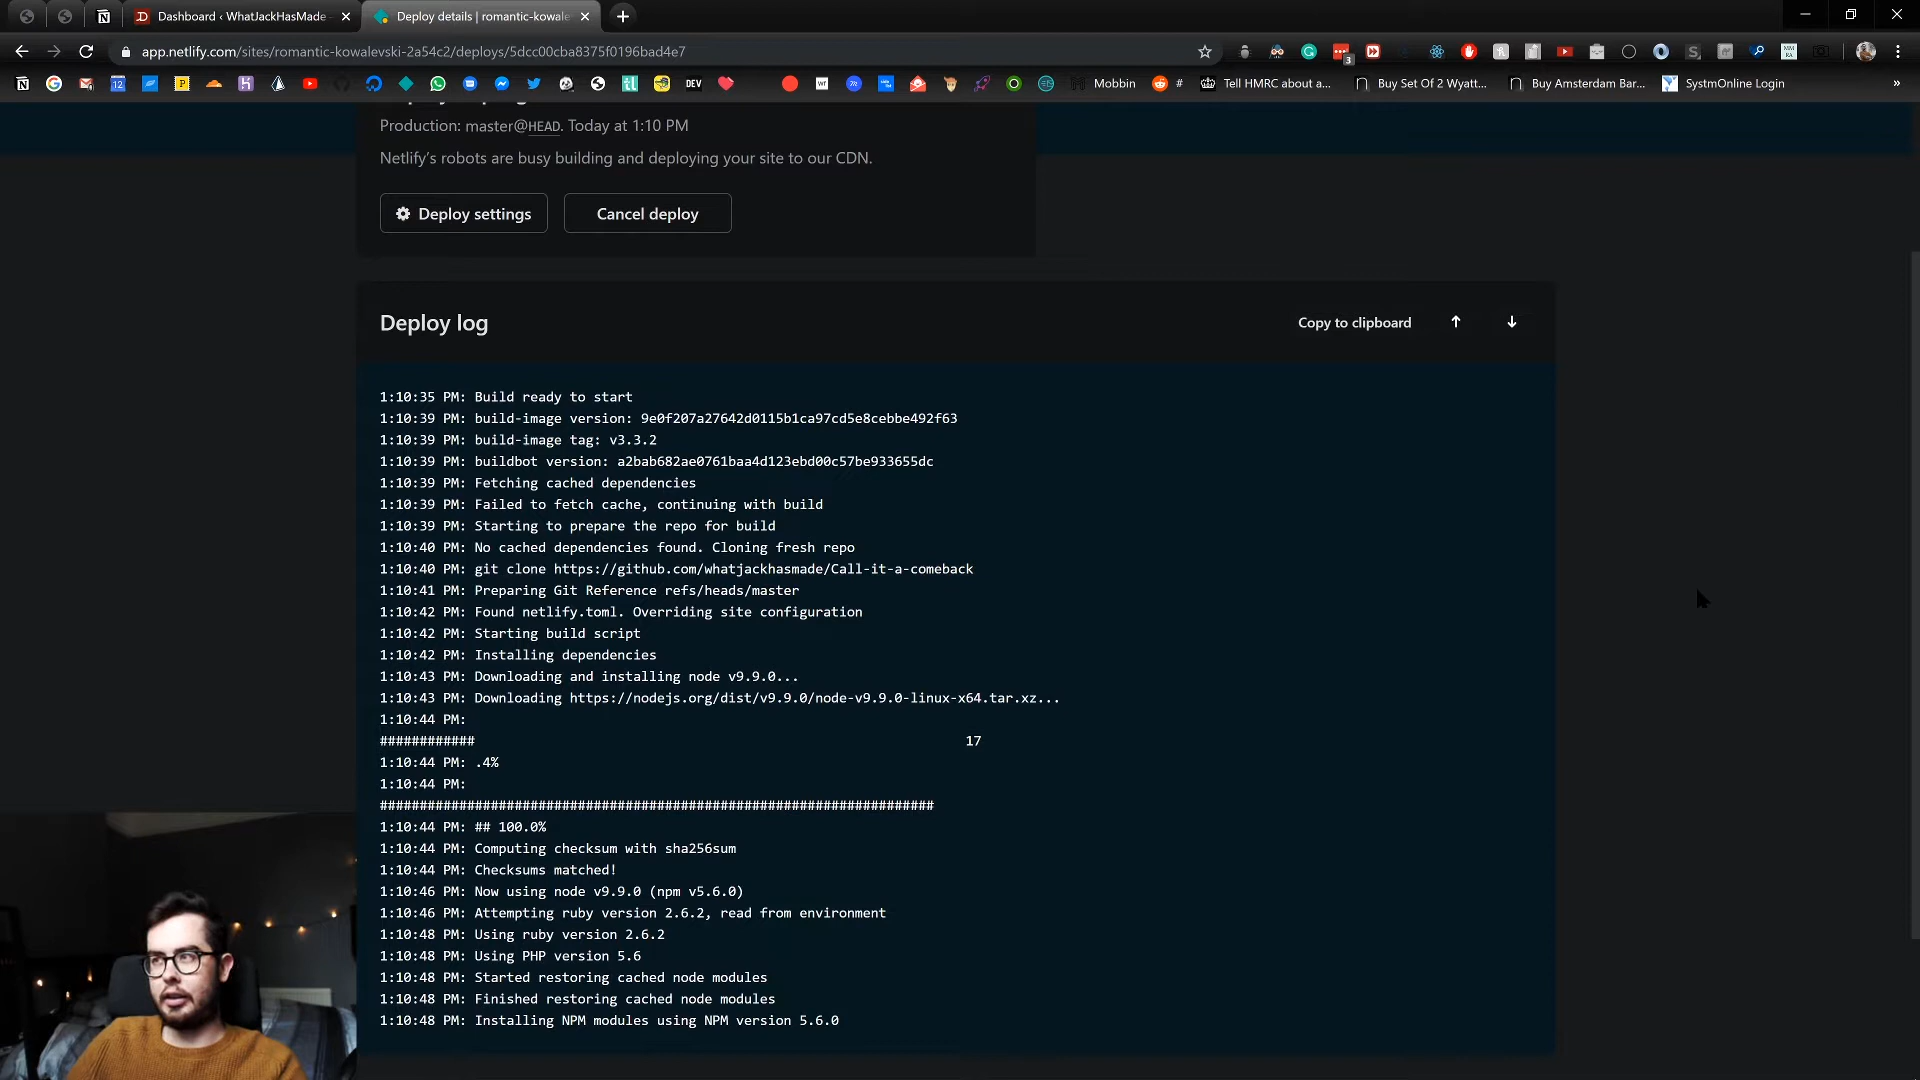 Dashboard ‹ WhatJackHasMade
Deploy details | romantic-kowale
app.netlify.com/sites/romantic-kowalevski-2a54c2/deploys/5dcc00cba8375f0196bad4e7
DEV
Mobbin
#
Tell HMRC about a...
Buy Set Of 2 Wyatt...
Buy Amsterdam Bar...
SystmOnline Login
»
Production: master@HEAD. Today at 1:10 PM
Netlify's robots are busy building and deploying your site to our CDN.
Deploy settings
Cancel deploy
Deploy log
Copy to clipboard
1:10:35 PM: Build ready to start
1:10:39 PM: build-image version: 9e0f207a27642d0115b1ca97cd5e8cebbe492f63
1:10:39 PM: build-image tag: v3.3.2
1:10:39 PM: buildbot version: a2bab682ae0761baa4d123ebd00c57be933655dc
1:10:39 PM: Fetching cached dependencies
1:10:39 PM: Failed to fetch cache, continuing with build
1:10:39 PM: Starting to prepare the repo for build
1:10:40 PM: No cached dependencies found. Cloning fresh repo
1:10:40 PM: git clone https://github.com/whatjackhasmade/Call-it-a-comeback
1:10:41 PM: Preparing Git Reference refs/heads/master
1:10:42 PM: Found netlify.toml. Overriding site configuration
1:10:42 PM: Starting build script
1:10:42 PM: Installing dependencies
1:10:43 PM: Downloading and installing node v9.9.0...
1:10:43 PM: Downloading https://nodejs.org/dist/v9.9.0/node-v9.9.0-linux-x64.tar.xz...
1:10:44 PM:
############ 17
1:10:44 PM: .4%
1:10:44 PM:
######################################################################
1:10:44 PM: ## 100.0%
1:10:44 PM: Computing checksum with sha256sum
1:10:44 PM: Checksums matched!
1:10:46 PM: Now using node v9.9.0 (npm v5.6.0)
1:10:46 PM: Attempting ruby version 2.6.2, read from environment
1:10:48 PM: Using ruby version 2.6.2
1:10:48 PM: Using PHP version 5.6
1:10:48 PM: Started restoring cached node modules
1:10:48 PM: Finished restoring cached node modules
1:10:48 PM: Installing NPM modules using NPM version 5.6.0